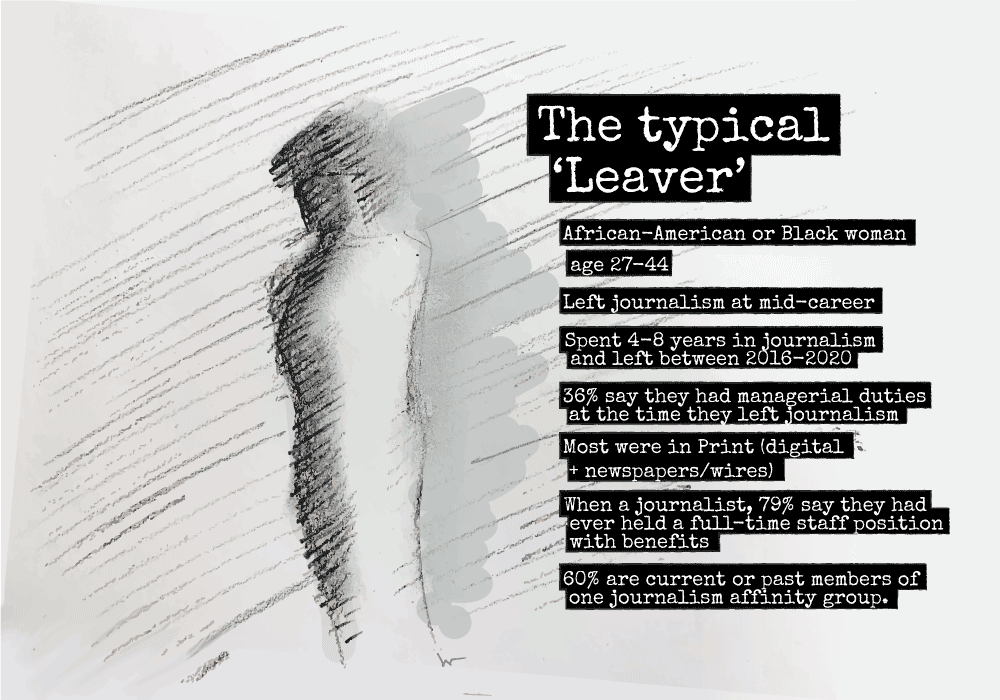 The typical
‘Leaver’
African-American or Black woman
age 27-44
Left journalism at mid-career
Spent 4-8 years in journalism
and left between 2016-2020
36% say they had managerial duties
at the time they left journalism
Most were in Print (digital
+ newspapers/wires)
When a journalist, 79% say they had
ever held a full-time staff position
with benefits
60% are current or past members of
one journalism affinity group.